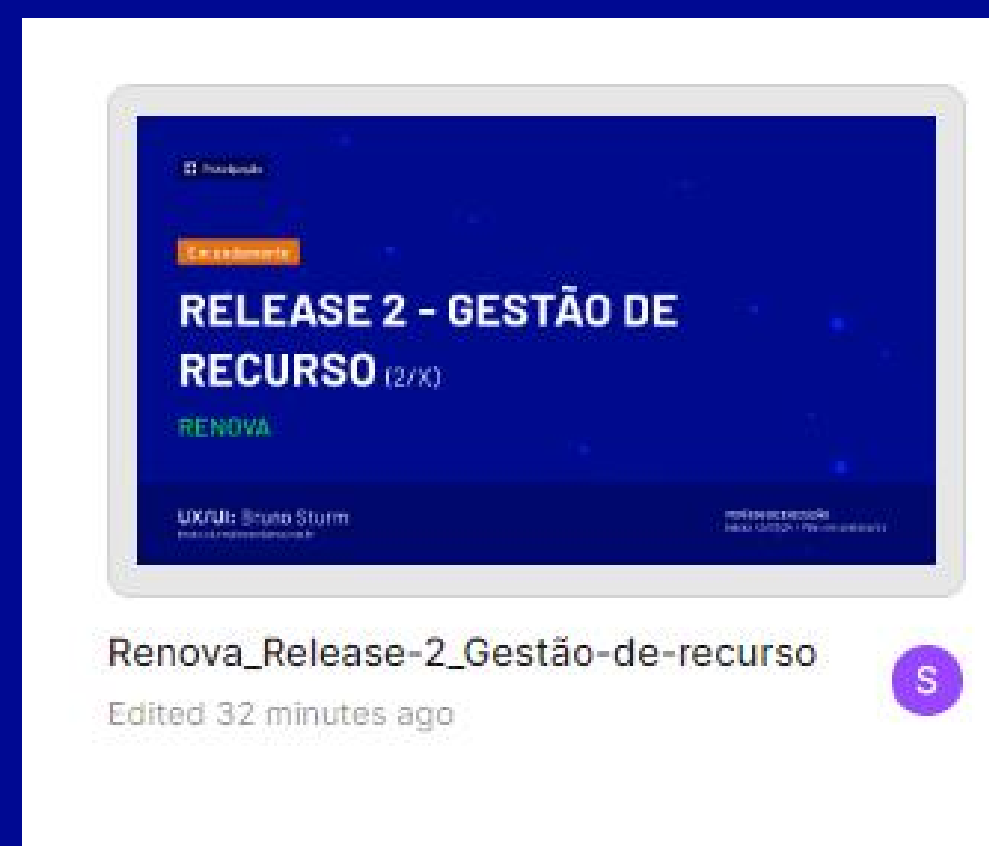 Prototipação
Em andamento
RELEASE 2 - GESTÃO DE
RECURSO (2/X)
RENOVA
UX/UI: Bruno Sturm
Renova_Release-2_Gestão-de-recurso
S
Edited 32 minutes ago